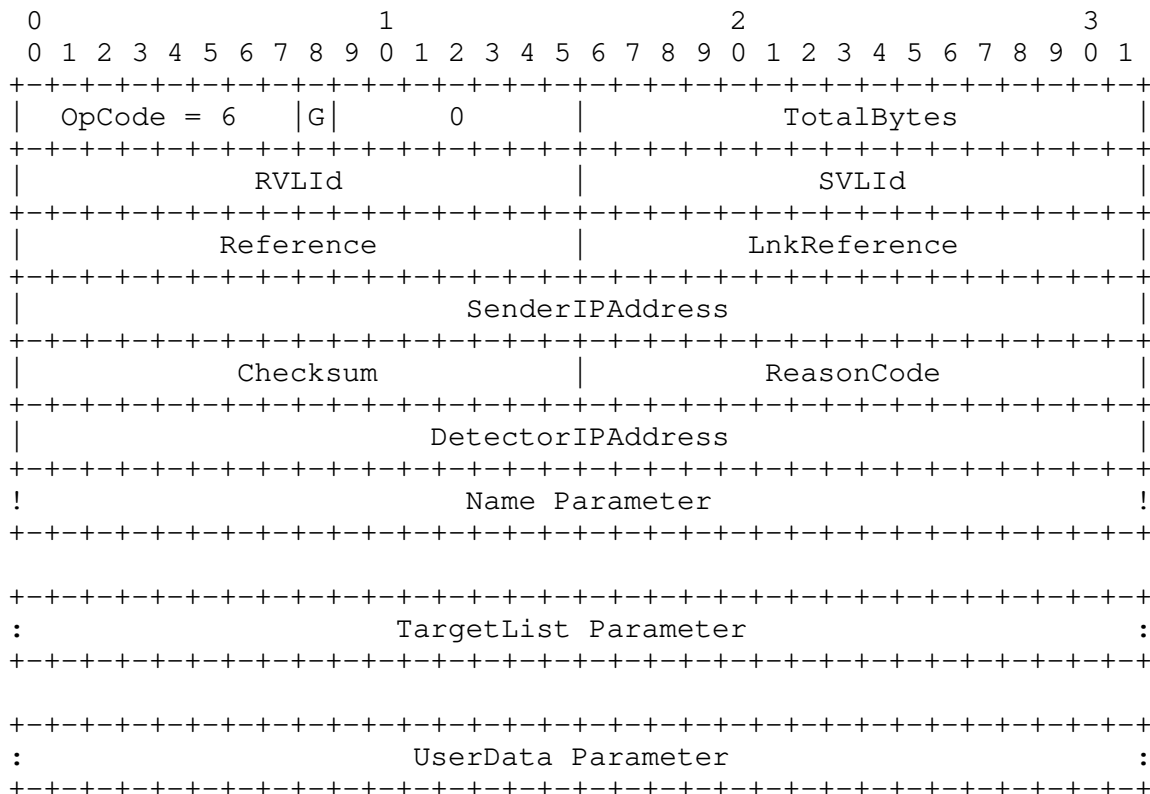 0                   1                   2                   3
 0 1 2 3 4 5 6 7 8 9 0 1 2 3 4 5 6 7 8 9 0 1 2 3 4 5 6 7 8 9 0 1
+-+-+-+-+-+-+-+-+-+-+-+-+-+-+-+-+-+-+-+-+-+-+-+-+-+-+-+-+-+-+-+-+
|  OpCode = 6   |G|      0      |           TotalBytes          |
+-+-+-+-+-+-+-+-+-+-+-+-+-+-+-+-+-+-+-+-+-+-+-+-+-+-+-+-+-+-+-+-+
|             RVLId             |             SVLId             |
+-+-+-+-+-+-+-+-+-+-+-+-+-+-+-+-+-+-+-+-+-+-+-+-+-+-+-+-+-+-+-+-+
|           Reference           |         LnkReference          |
+-+-+-+-+-+-+-+-+-+-+-+-+-+-+-+-+-+-+-+-+-+-+-+-+-+-+-+-+-+-+-+-+
|                         SenderIPAddress                       |
+-+-+-+-+-+-+-+-+-+-+-+-+-+-+-+-+-+-+-+-+-+-+-+-+-+-+-+-+-+-+-+-+
|            Checksum           |          ReasonCode           |
+-+-+-+-+-+-+-+-+-+-+-+-+-+-+-+-+-+-+-+-+-+-+-+-+-+-+-+-+-+-+-+-+
|                       DetectorIPAddress                       |
+-+-+-+-+-+-+-+-+-+-+-+-+-+-+-+-+-+-+-+-+-+-+-+-+-+-+-+-+-+-+-+-+
!                         Name Parameter                        !
+-+-+-+-+-+-+-+-+-+-+-+-+-+-+-+-+-+-+-+-+-+-+-+-+-+-+-+-+-+-+-+-+

+-+-+-+-+-+-+-+-+-+-+-+-+-+-+-+-+-+-+-+-+-+-+-+-+-+-+-+-+-+-+-+-+
:                     TargetList Parameter                      :
+-+-+-+-+-+-+-+-+-+-+-+-+-+-+-+-+-+-+-+-+-+-+-+-+-+-+-+-+-+-+-+-+

+-+-+-+-+-+-+-+-+-+-+-+-+-+-+-+-+-+-+-+-+-+-+-+-+-+-+-+-+-+-+-+-+
:                      UserData Parameter                       :
+-+-+-+-+-+-+-+-+-+-+-+-+-+-+-+-+-+-+-+-+-+-+-+-+-+-+-+-+-+-+-+-+